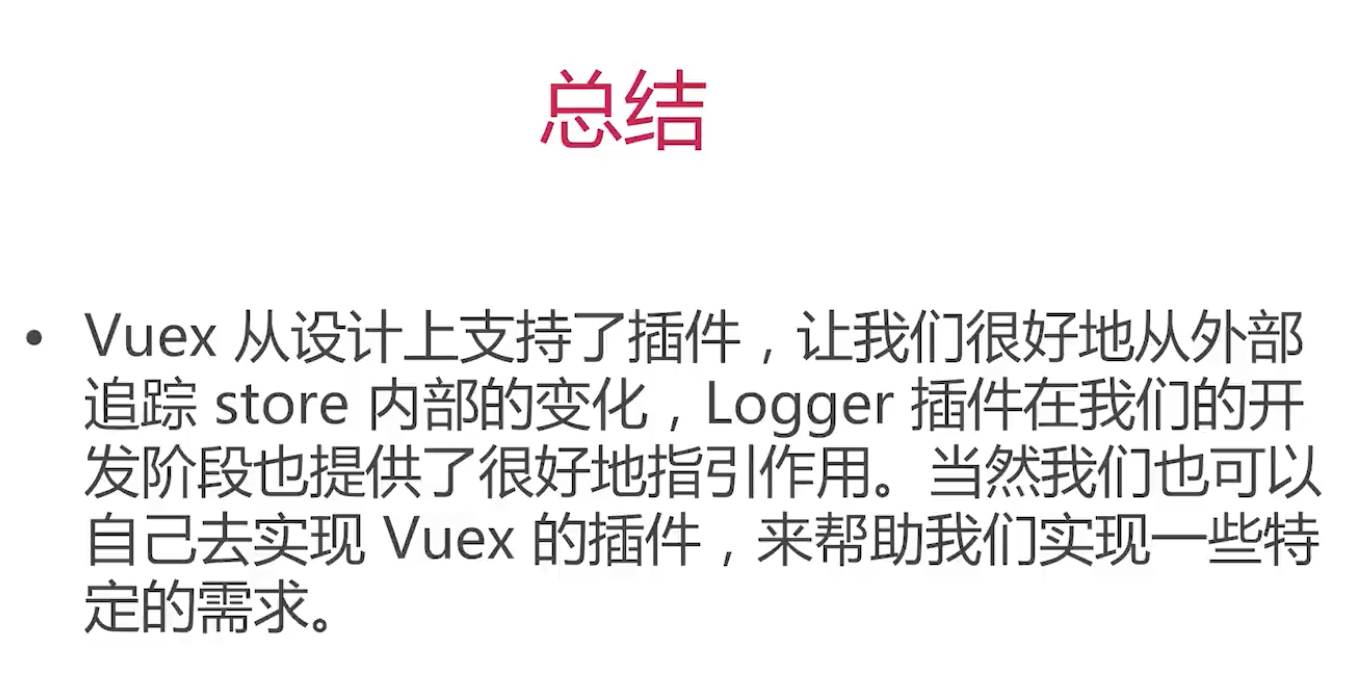 总结
• Vuex 从设计上支持了插件，让我们很好地从外部
追踪 store 内部的变化，Logger 插件在我们的开
发阶段也提供了很好地指引作用。当然我们也可以
自己去实现 Vuex 的插件，来帮助我们实现一些特
定的需求。